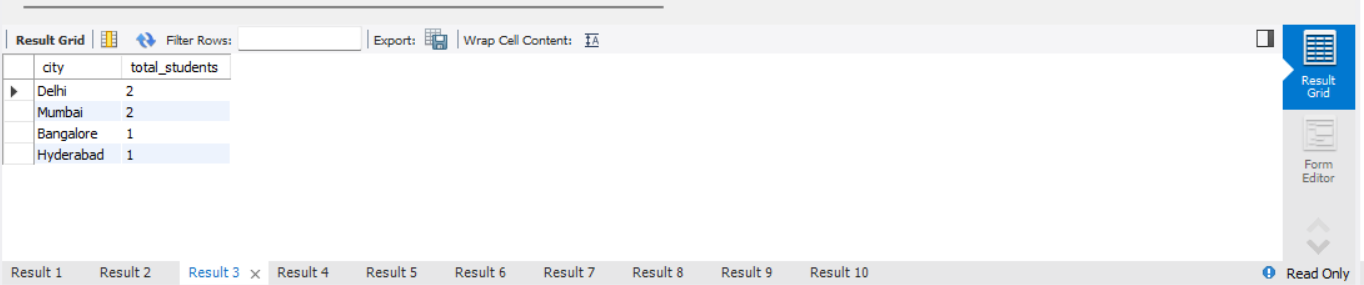 Result Grid Filter Rows: Export: Wrap Cell Content: IA
city total_students
Delhi 2
Mumbai 2
Bangalore 1
Hyderabad 1
Result
Grid
Form
Editor
Result 1 Result 2 Result 3 × Result 4 Result 5 Result 6 Result 7 Result 8 Result 9 Result 10 Read Only